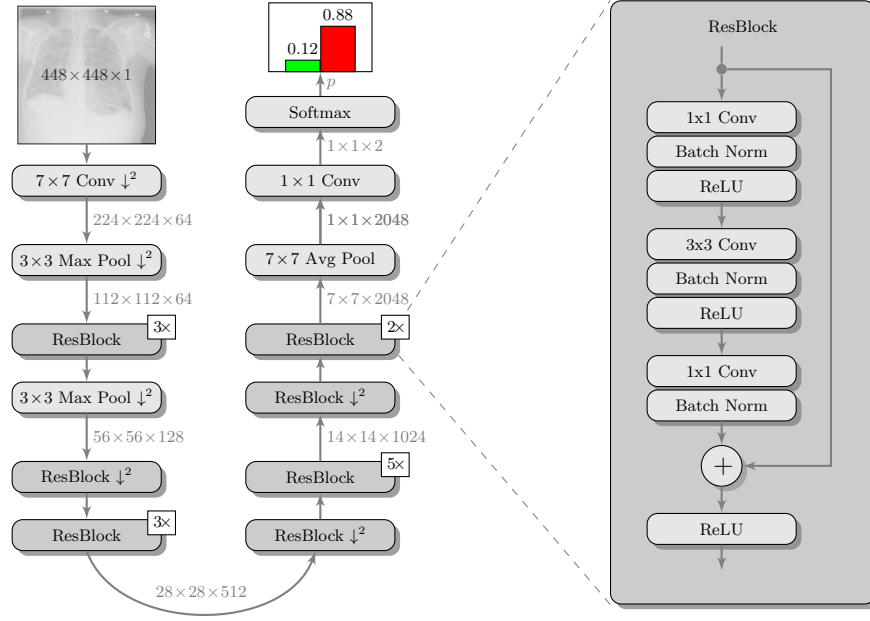 448×448×1
7×7 Conv ↓²
224×224×64
3×3 Max Pool ↓²
112×112×64
ResBlock
3×
3×3 Max Pool ↓²
56×56×128
ResBlock ↓²
ResBlock
3×
28×28×512
ResBlock ↓²
ResBlock
5×
14×14×1024
ResBlock ↓²
ResBlock
2×
7×7×2048
7×7 Avg Pool
1×1×2048
1×1 Conv
1×1×2
Softmax
p
0.12
0.88
ResBlock
1x1 Conv
Batch Norm
ReLU
3x3 Conv
Batch Norm
ReLU
1x1 Conv
Batch Norm
+
ReLU